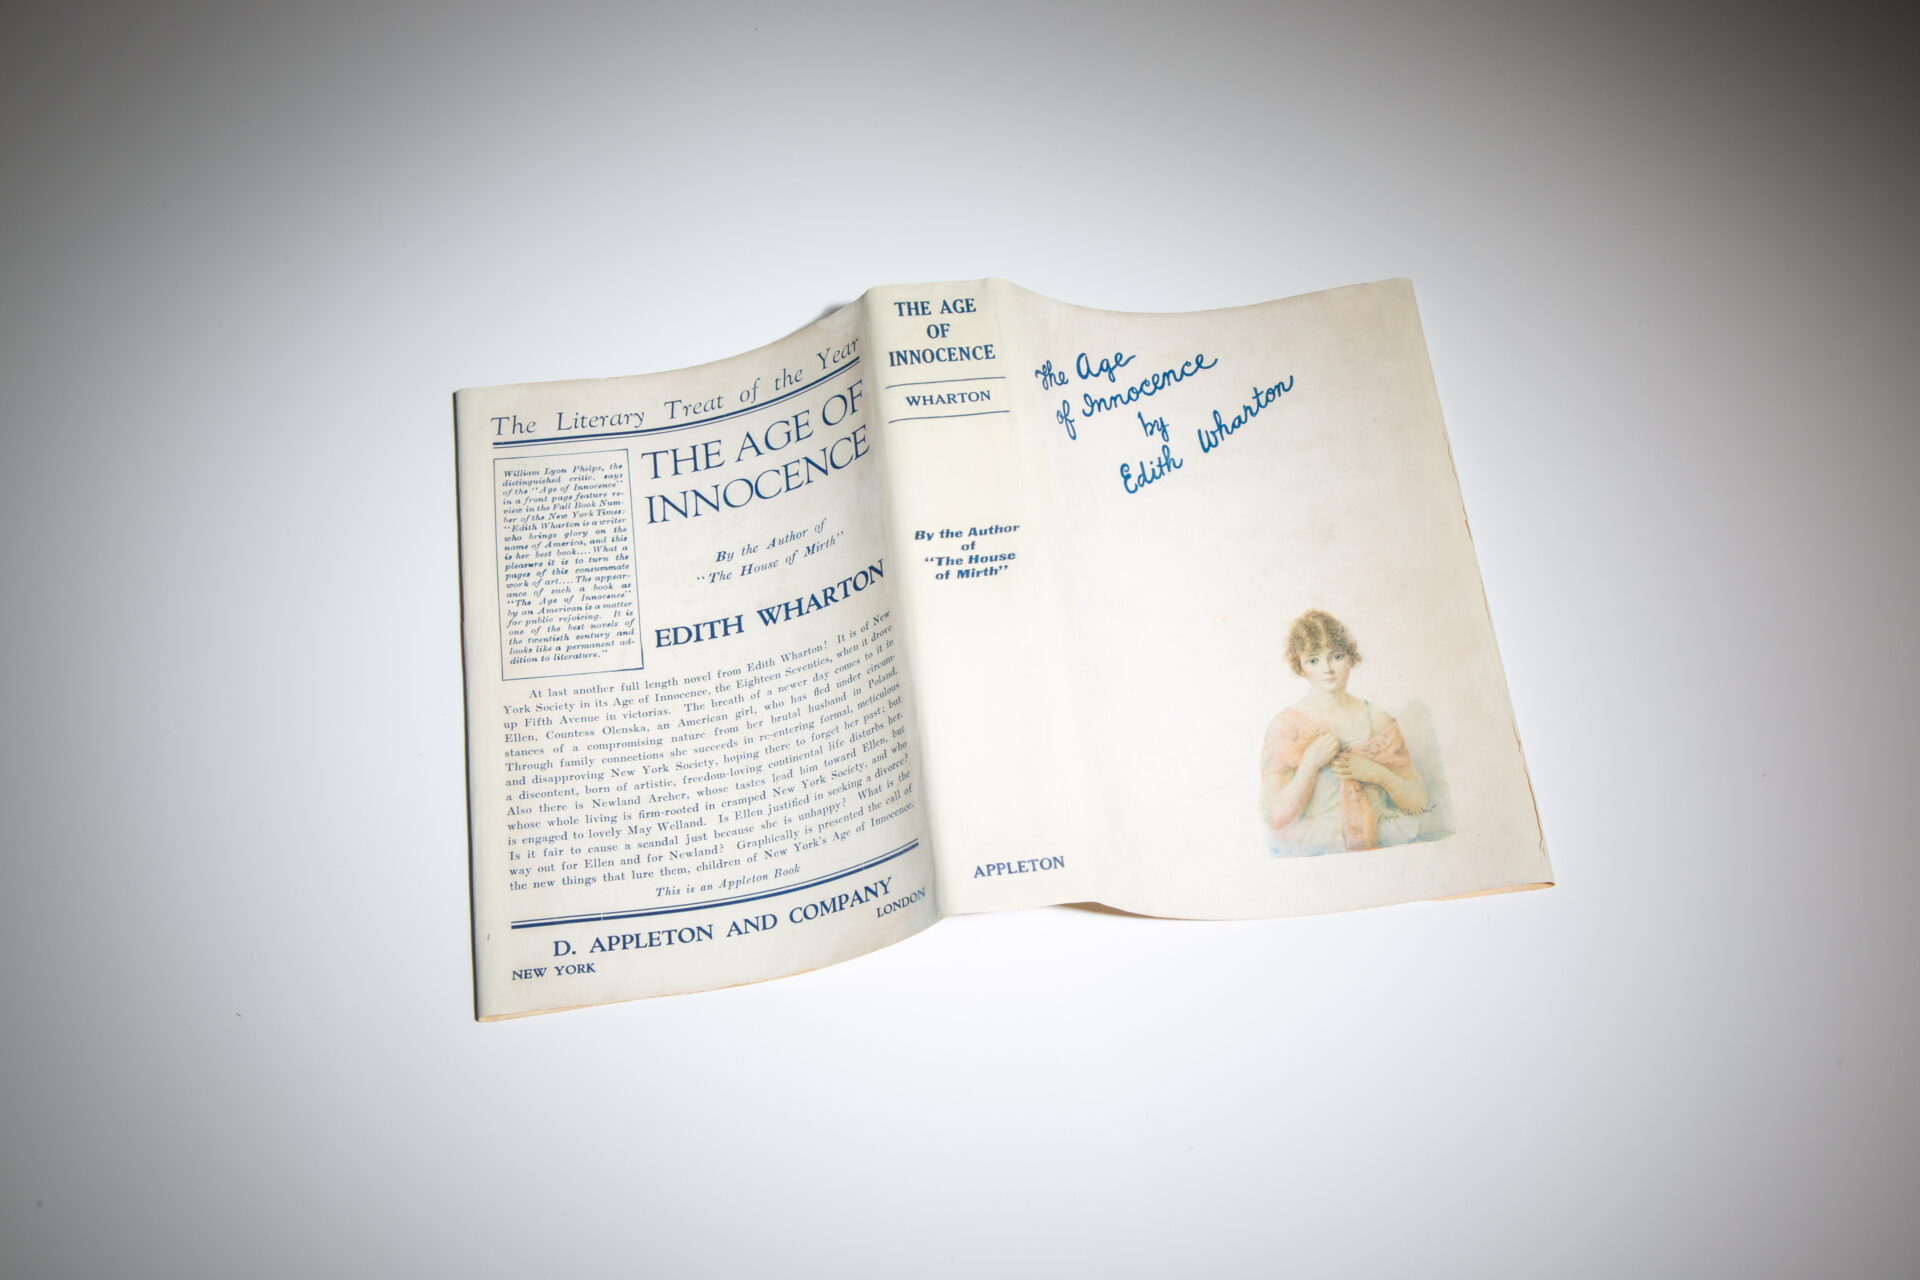 The Literary Treat of the Year
William Lyon Phelps, the
distinguished critic, says
of the "Age of Innocence"
in a front page feature re-
view in the Fall Book Num-
ber of the New York Times:
"Edith Wharton is a writer
who brings glory on the
name of America, and this
is her best book.... What a
pleasure it is to turn the
pages of this consummate
work of art.... The appear-
ance of such a book as
"The Age of Innocence"
by an American is a matter
for public rejoicing. It is
one of the best novels of
the twentieth century and
looks like a permanent ad-
dition to literature."
THE AGE OF
INNOCENCE
By the Author of
"The House of Mirth"
EDITH WHARTON
At last another full length novel from Edith Wharton! It is of New
York Society in its Age of Innocence, the Eighteen Seventies, when it drove
up Fifth Avenue in victorias. The breath of a newer day comes to it in
Ellen, Countess Olenska, an American girl, who has fled under circum-
stances of a compromising nature from her brutal husband in Poland.
Through family connections she succeeds in re-entering formal, meticulous
and disapproving New York Society, hoping there to forget her past; but
a discontent, born of artistic, freedom-loving continental life disturbs her.
Also there is Newland Archer, whose tastes lead him toward Ellen, but
whose whole living is firm-rooted in cramped New York Society, and who
is engaged to lovely May Welland. Is Ellen justified in seeking a divorce?
Is it fair to cause a scandal just because she is unhappy? What is the
way out for Ellen and for Newland? Graphically is presented the call of
the new things that lure them, children of New York's Age of Innocence.
This is an Appleton Book
D. APPLETON AND COMPANY
NEW YORK
LONDON
THE AGE
OF
INNOCENCE
WHARTON
By the Author
of
"The House
of Mirth"
APPLETON
The Age
of Innocence
by
Edith Wharton